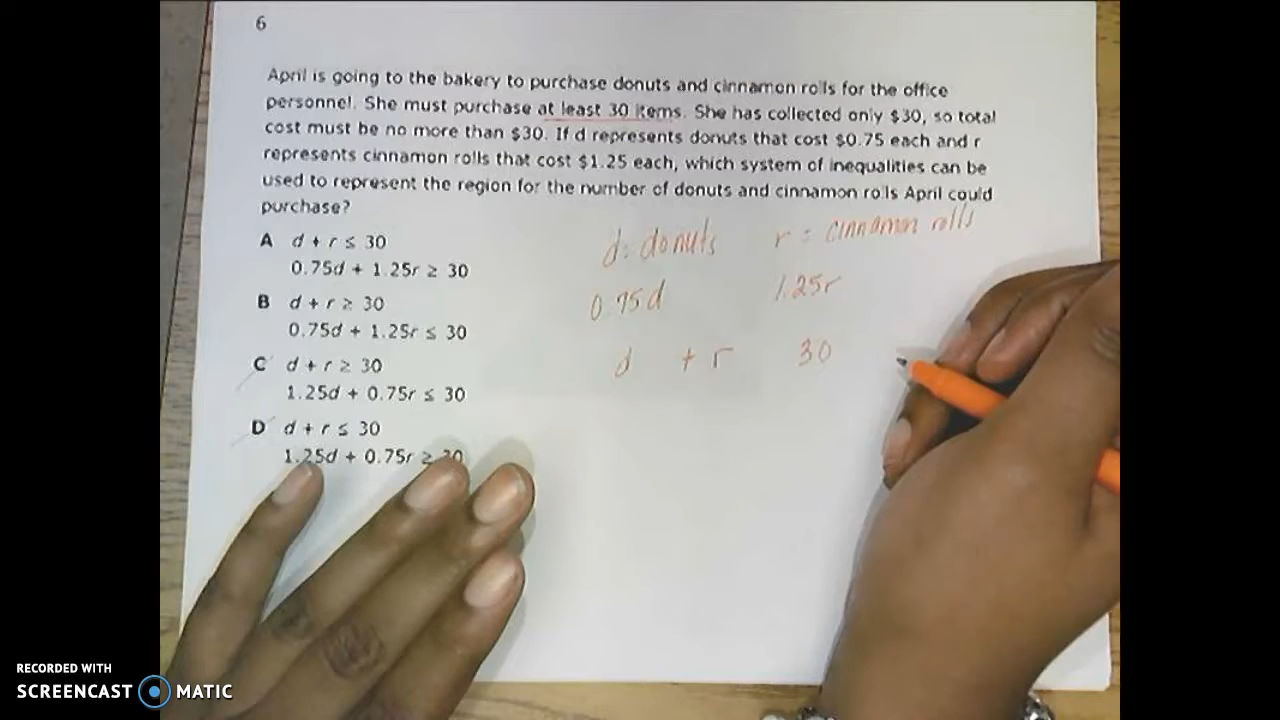 6
April is going to the bakery to purchase donuts and cinnamon rolls for the office
personnel. She must purchase at least 30 items. She has collected only $30, so total
cost must be no more than $30. If d represents donuts that cost $0.75 each and r
represents cinnamon rolls that cost $1.25 each, which system of inequalities can be
used to represent the region for the number of donuts and cinnamon rolls April could
purchase?
A d + r ≤ 30
0.75d + 1.25r ≥ 30
B d + r ≥ 30
0.75d + 1.25r ≤ 30
C d + r ≥ 30
1.25d + 0.75r ≤ 30
D d + r ≤ 30
1.25d + 0.75r ≥ 30
d: donuts r = cinnamon rolls
0.75d 1.25r
d + r 30
RECORDED WITH
SCREENCAST MATIC